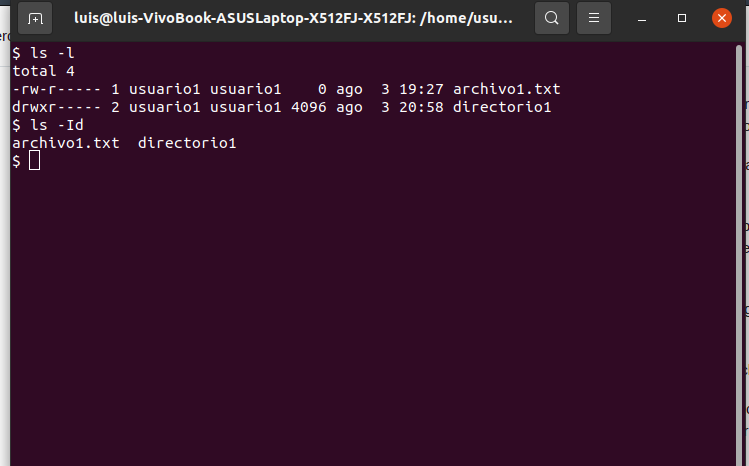 luis@luis-VivoBook-ASUSLaptop-X512FJ-X512FJ: /home/usu...
$ ls -l
total 4
-rw-r----- 1 usuario1 usuario1    0 ago  3 19:27 archivo1.txt
drwxr----- 2 usuario1 usuario1 4096 ago  3 20:58 directorio1
$ ls -Id
archivo1.txt  directorio1
$